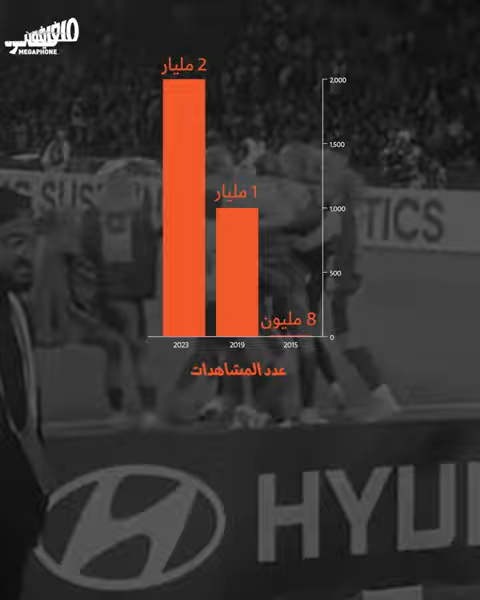 ميغافون
MEGAPHONE
2 مليار
2,000
1,500
TICS
1 مليار
1,000
500
8 مليون
0
2023 2019 2015
عدد المشاهدات
HYU